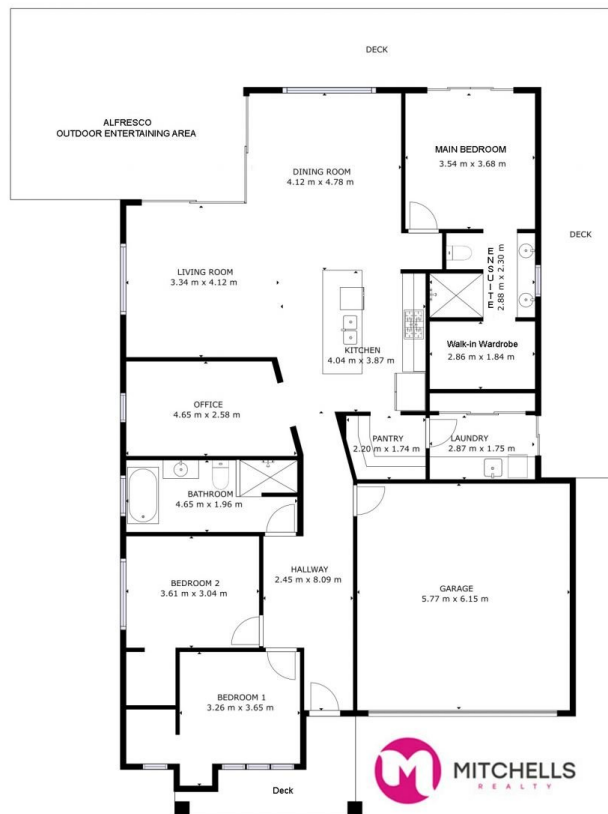 DECK
ALFRESCO
OUTDOOR ENTERTAINING AREA
MAIN BEDROOM
3.54 m x 3.68 m
DINING ROOM
4.12 m x 4.78 m
DECK
ENSUITE
2.88 m x 2.30 m
LIVING ROOM
3.34 m x 4.12 m
KITCHEN
4.04 m x 3.87 m
Walk-in Wardrobe
2.86 m x 1.84 m
OFFICE
4.65 m x 2.58 m
PANTRY
2.20 m x 1.74 m
LAUNDRY
2.87 m x 1.75 m
BATHROOM
4.65 m x 1.96 m
HALLWAY
2.45 m x 8.09 m
BEDROOM 2
3.61 m x 3.04 m
GARAGE
5.77 m x 6.15 m
BEDROOM 1
3.26 m x 3.65 m
Deck
MITCHELLS
REALTY